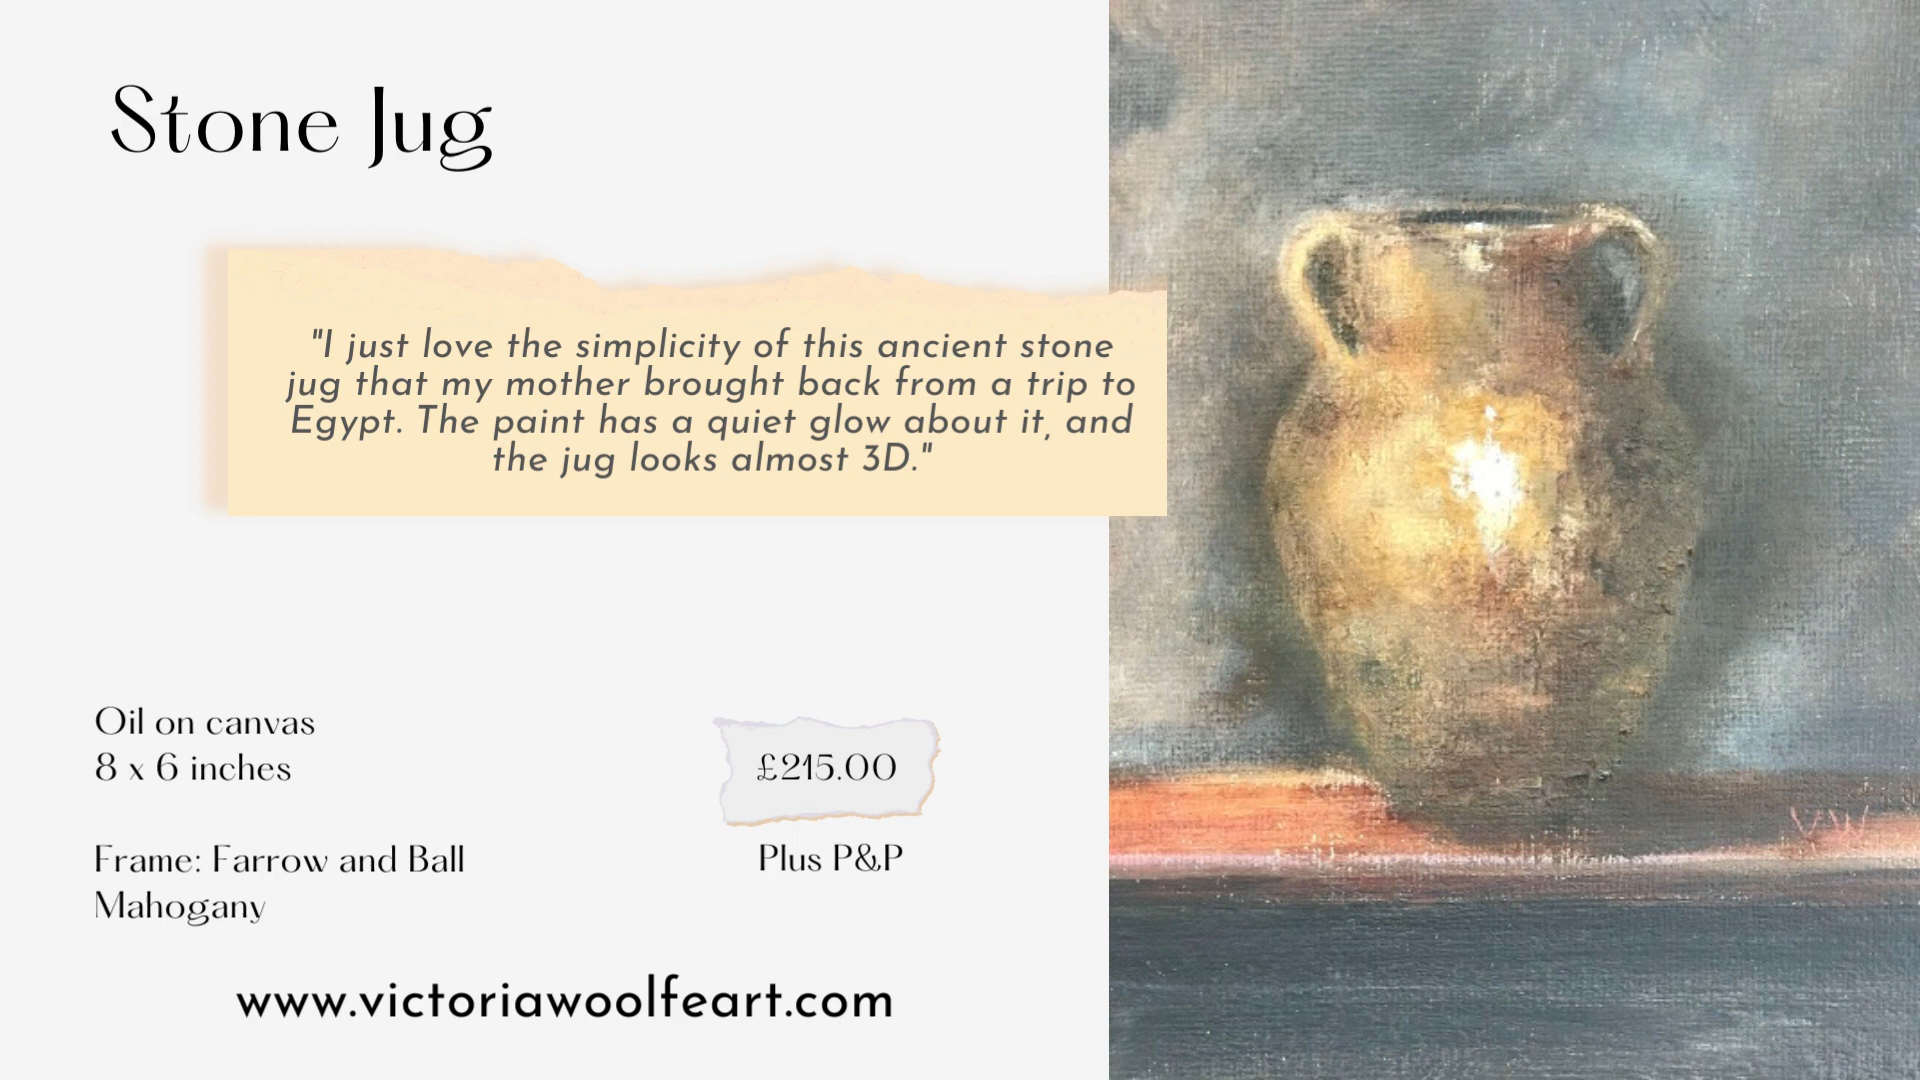 Stone Jug
"I just love the simplicity of this ancient stone
jug that my mother brought back from a trip to
Egypt. The paint has a quiet glow about it, and
the jug looks almost 3D."
Oil on canvas
8 x 6 inches
£215.00
Frame: Farrow and Ball
Mahogany
Plus P&P
www.victoriawoolfeart.com
VW